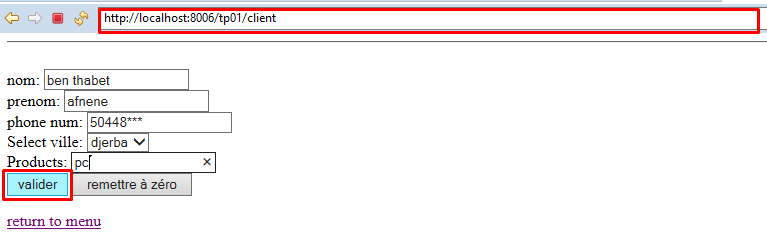 http://localhost:8006/tp01/client
nom: ben thabet
prenom: afnene
phone num: 50448***
Select ville: djerba
Products: pc
valider remettre à zéro
return to menu